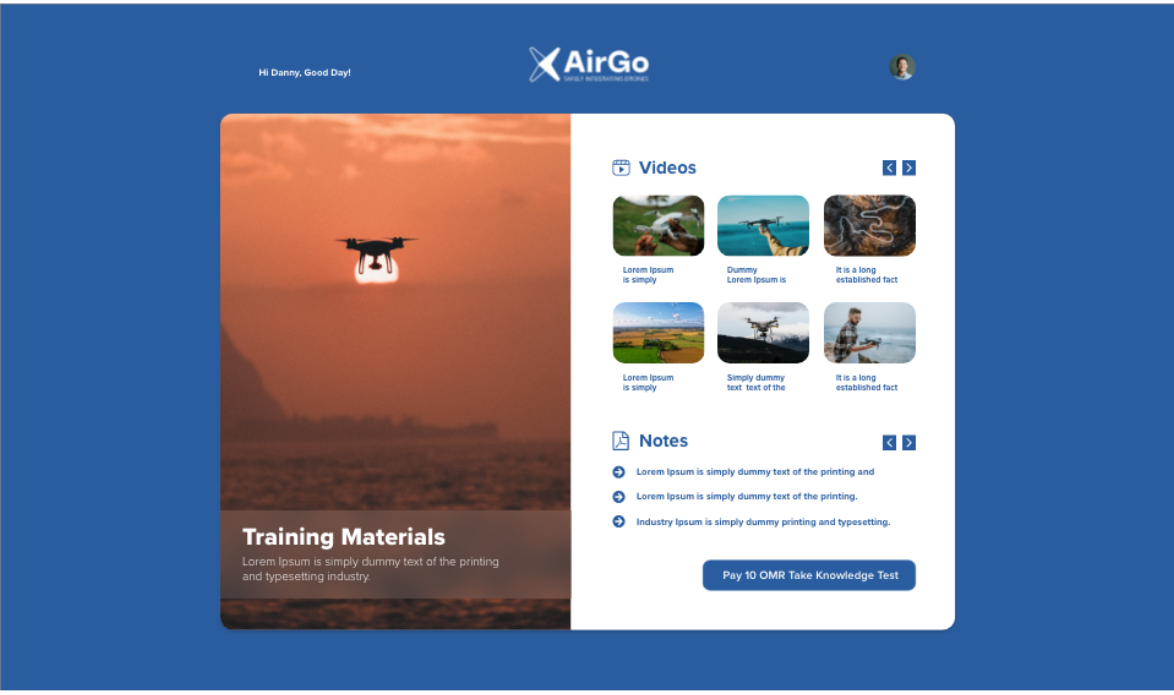 Hi Danny, Good Day!
AirGo
SAFELY INTEGRATING DRONES
Videos
Lorem Ipsum
is simply
Dummy
Lorem Ipsum is
It is a long
established fact
Lorem Ipsum
is simply
Simply dummy
text text of the
It is a long
established fact
Notes
Lorem Ipsum is simply dummy text of the printing and
Lorem Ipsum is simply dummy text of the printing.
Industry Ipsum is simply dummy printing and typesetting.
Training Materials
Lorem Ipsum is simply dummy text of the printing
and typesetting industry.
Pay 10 OMR Take Knowledge Test